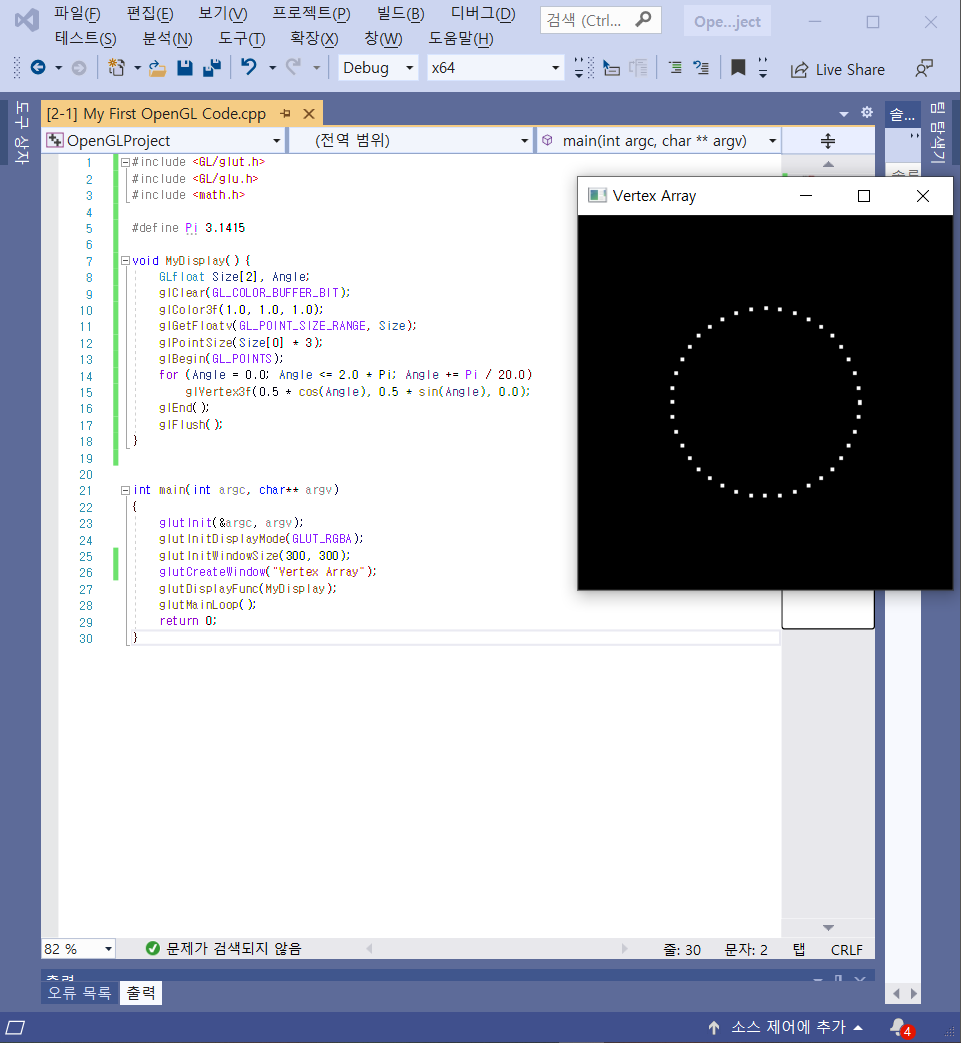 파일(F) 편집(E) 보기(V) 프로젝트(P) 빌드(B) 디버그(D) 검색 (Ctrl... Ope...ject
테스트(S) 분석(N) 도구(T) 확장(X) 창(W) 도움말(H)
Debug x64 Live Share
도구 상자
[2-1] My First OpenGL Code.cpp
솔...
팀 탐색기
OpenGLProject (전역 범위) main(int argc, char ** argv)
1 #include <GL/glut.h>
2 #include <GL/glu.h>
3 #include <math.h>
4
5 #define Pi 3.1415
6
7 void MyDisplay() {
8 GLfloat Size[2], Angle;
9 glClear(GL_COLOR_BUFFER_BIT);
10 glColor3f(1.0, 1.0, 1.0);
11 glGetFloatv(GL_POINT_SIZE_RANGE, Size);
12 glPointSize(Size[0] * 3);
13 glBegin(GL_POINTS);
14 for (Angle = 0.0; Angle <= 2.0 * Pi; Angle += Pi / 20.0)
15 glVertex3f(0.5 * cos(Angle), 0.5 * sin(Angle), 0.0);
16 glEnd();
17 glFlush();
18 }
19
20
21 int main(int argc, char** argv)
22 {
23 glutInit(&argc, argv);
24 glutInitDisplayMode(GLUT_RGBA);
25 glutInitWindowSize(300, 300);
26 glutCreateWindow("Vertex Array");
27 glutDisplayFunc(MyDisplay);
28 glutMainLoop();
29 return 0;
30 }
Vertex Array
82 % 문제가 검색되지 않음 줄: 30 문자: 2 탭 CRLF
출력
오류 목록 출력
소스 제어에 추가 4